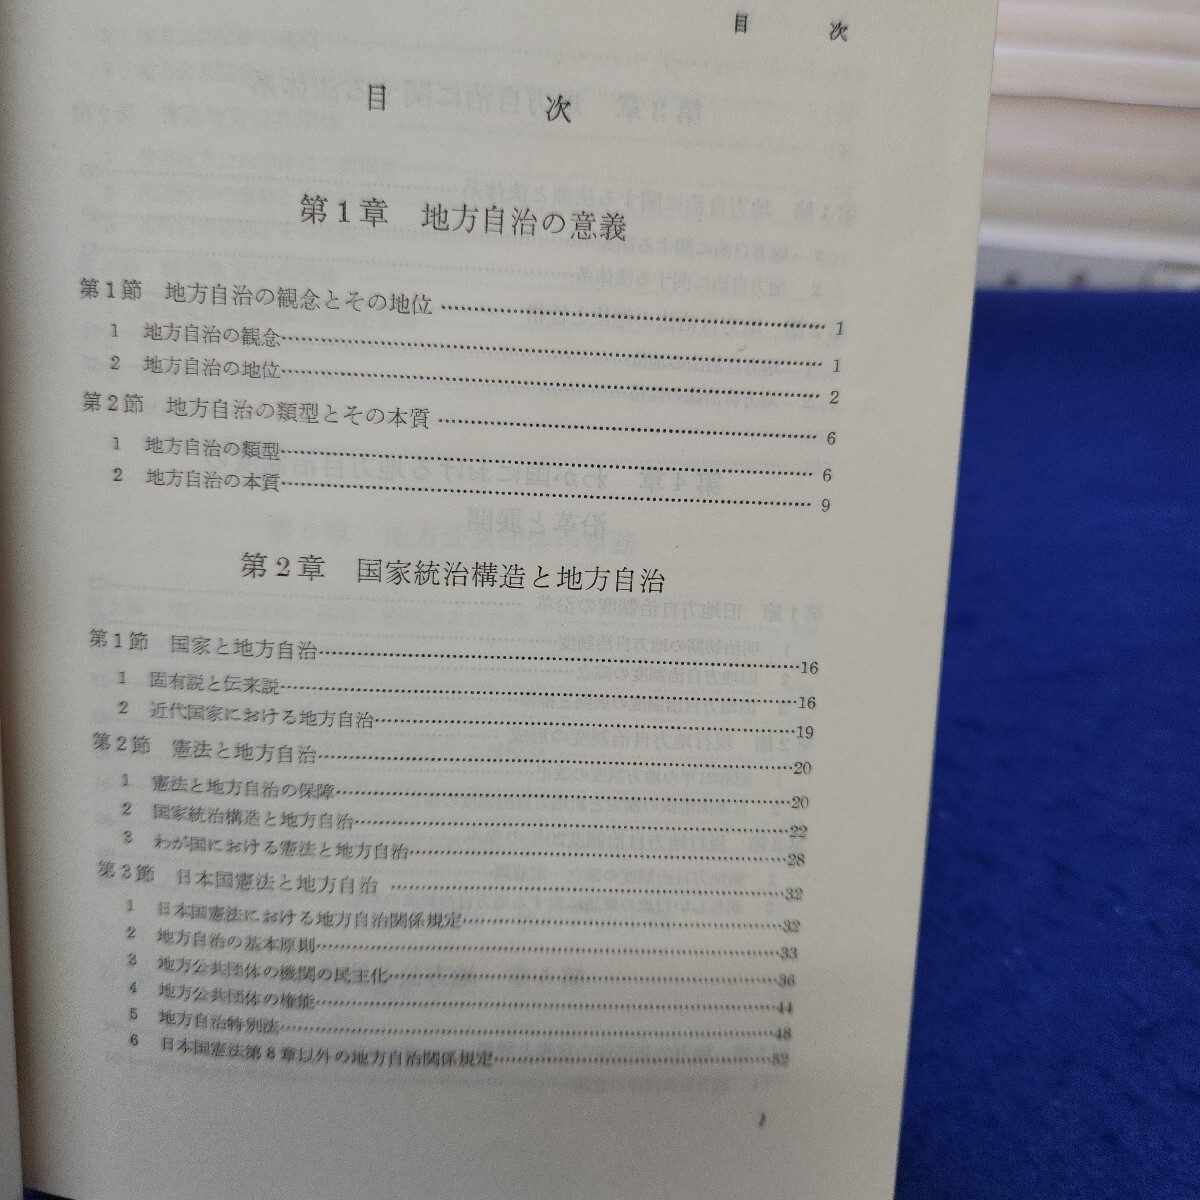 目 次
目 次
第1章 地方自治の意義
第1節 地方自治の観念とその地位……………1
1 地方自治の観念……………1
2 地方自治の地位……………2
第2節 地方自治の類型とその本質……………6
1 地方自治の類型……………6
2 地方自治の本質……………9
第2章 国家統治構造と地方自治
第1節 国家と地方自治……………16
1 固有説と伝来説……………16
2 近代国家における地方自治……………19
第2節 憲法と地方自治……………20
1 憲法と地方自治の保障……………20
2 国家統治構造と地方自治……………22
3 わが国における憲法と地方自治……………28
第3節 日本国憲法と地方自治……………32
1 日本国憲法における地方自治関係規定……………32
2 地方自治の基本原則……………33
3 地方公共団体の機関の民主化……………36
4 地方公共団体の権能……………44
5 地方自治特別法……………48
6 日本国憲法第8章以外の地方自治関係規定……………52
1